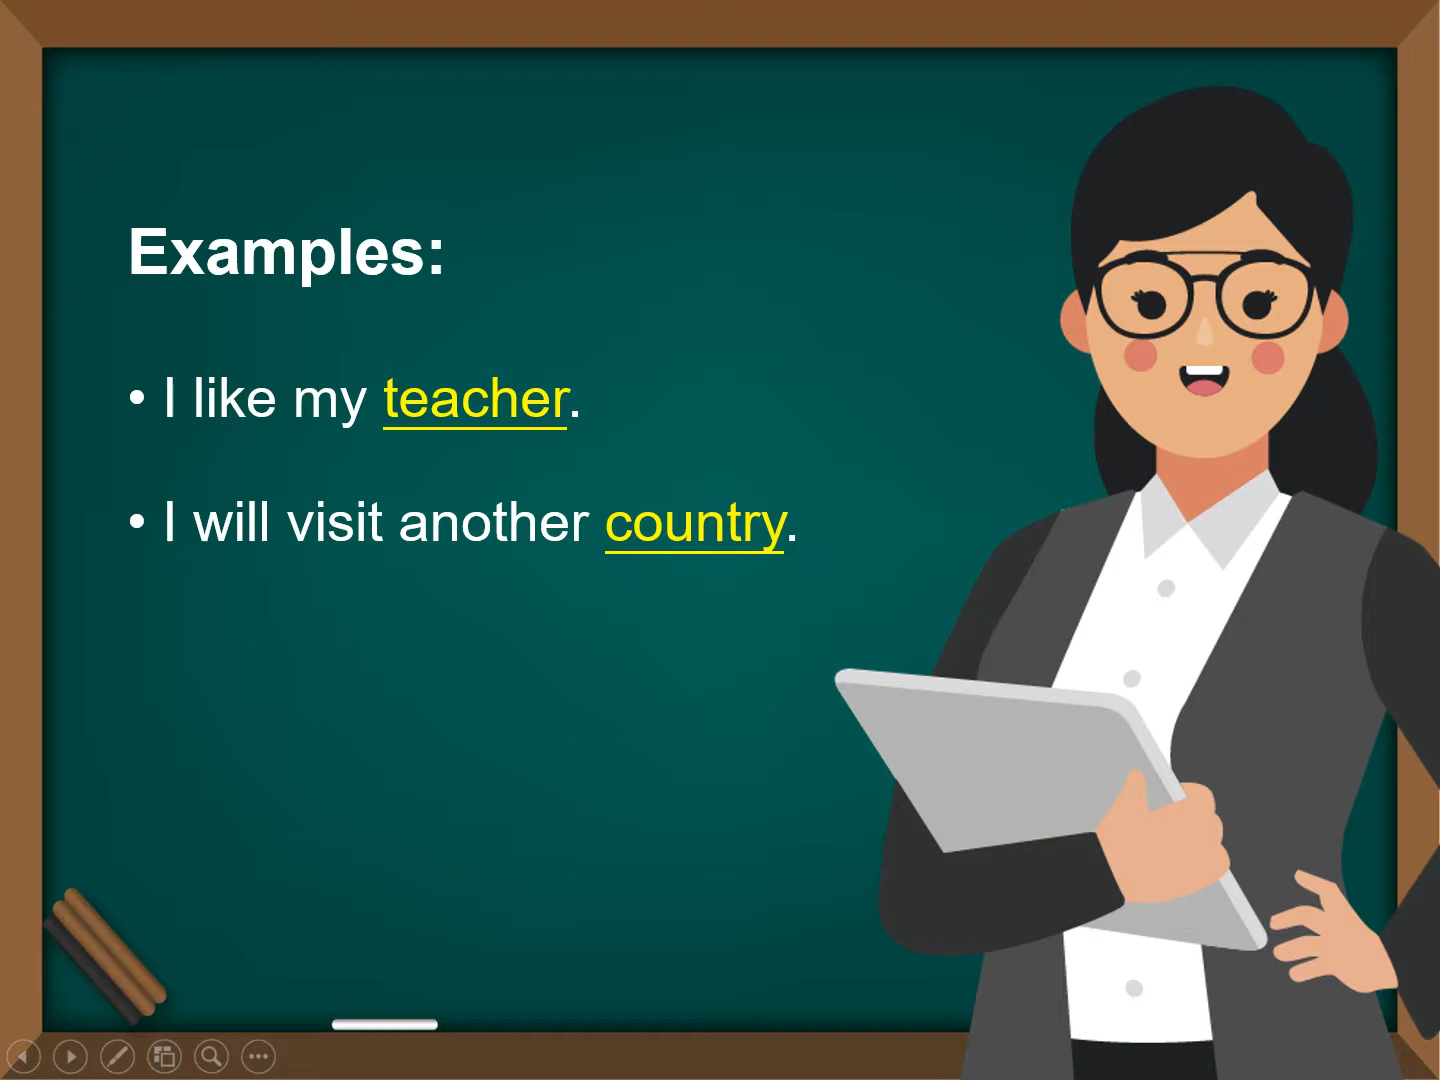 Examples:
• I like my teacher.
• I will visit another country.